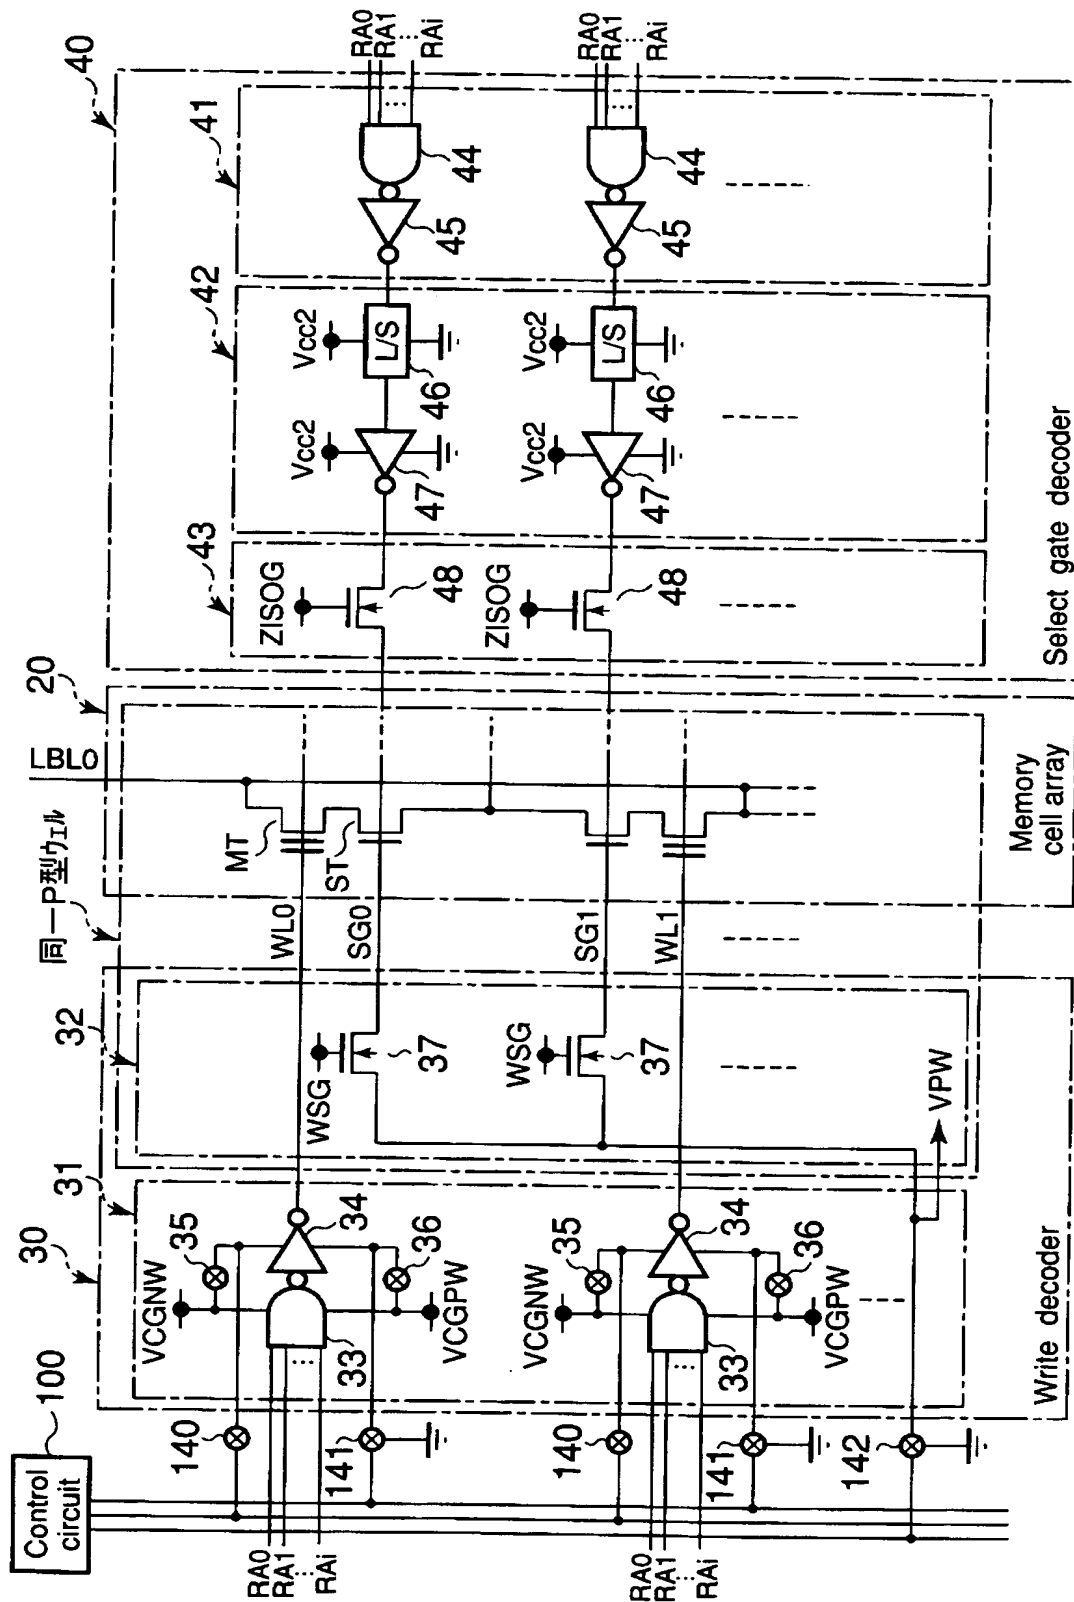 Control
circuit
100
30
31
32
同一P型ウェル
20
40
LBL0
43
42
41
140
141
140
141
142
VCGNW
35
34
36
33
VCGPW
RA0
RA1
...
RAi
VCGNW
35
34
36
33
VCGPW
RA0
RA1
...
RAi
WSG
37
WSG
37
VPW
WL0
SG0
SG1
WL1
MT
ST
ZISOG
48
ZISOG
48
Vcc2
47
Vcc2
L/S
46
45
44
RA0
RA1
...
RAi
Vcc2
47
Vcc2
L/S
46
45
44
RA0
RA1
...
RAi
Write decoder
Memory
cell array
Select gate decoder